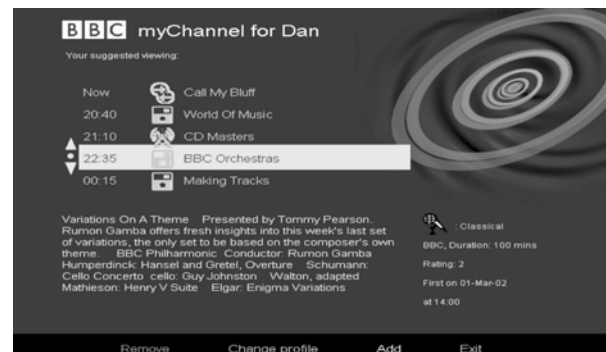 BBC myChannel for Dan
Your suggested viewing:
Now Call My Bluff
20:40 World Of Music
21:10 CD Masters
22:35 BBC Orchestras
00:15 Making Tracks
Variations On A Theme Presented by Tommy Pearson.
Rumon Gamba offers fresh insights into this week's last set
of variations, the only set to be based on the composer's own
theme. BBC Philharmonic Conductor: Rumon Gamba
Humperdinck: Hansel and Gretel, Overture Schumann:
Cello Concerto cello: Guy Johnston Walton, adapted
Mathieson: Henry V Suite Elgar: Enigma Variations
: Classical
BBC, Duration: 100 mins
Rating: 2
First on 01-Mar-02
at 14:00
Remove Change profile Add Exit